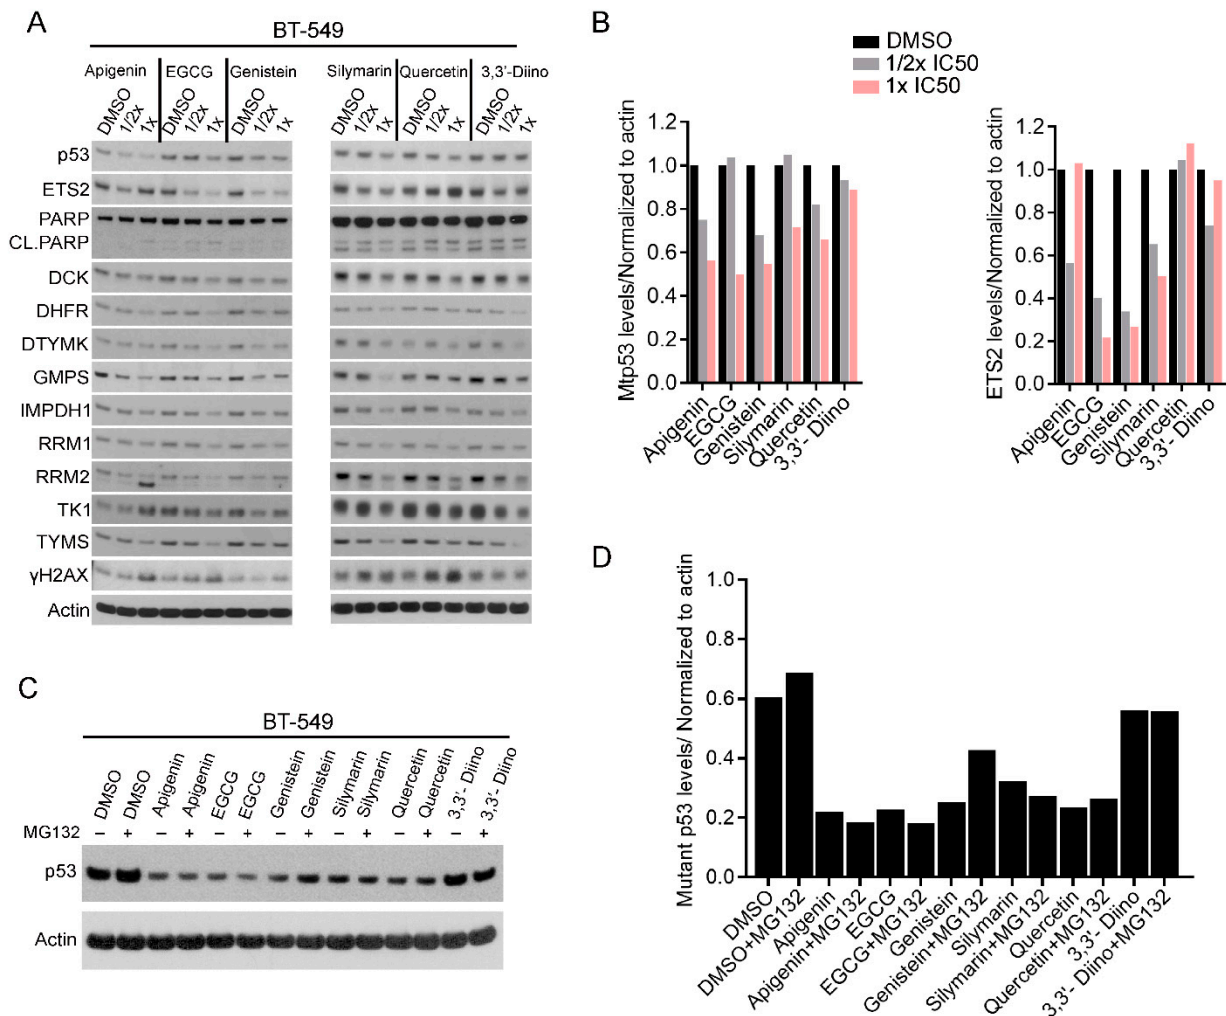 A
BT-549
Apigenin EGCG Genistein Silymarin Quercetin 3,3'-Diino
DMSO 1/2x 1x DMSO 1/2x 1x DMSO 1/2x 1x DMSO 1/2x 1x DMSO 1/2x 1x DMSO 1/2x 1x
p53
ETS2
PARP
CL.PARP
DCK
DHFR
DTYMK
GMPS
IMPDH1
RRM1
RRM2
TK1
TYMS
γH2AX
Actin
B
DMSO
1/2x IC50
1x IC50
Mtp53 levels/Normalized to actin
1.2
1.0
0.8
0.6
0.4
0.2
0.0
Apigenin
EGCG
Genistein
Silymarin
Quercetin
3,3'- Diino
ETS2 levels/Normalized to actin
1.2
1.0
0.8
0.6
0.4
0.2
0.0
Apigenin
EGCG
Genistein
Silymarin
Quercetin
3,3'- Diino
C
BT-549
DMSO DMSO Apigenin Apigenin EGCG EGCG Genistein Genistein Silymarin Silymarin Quercetin Quercetin 3,3'- Diino 3,3'- Diino
MG132 – + – + – + – + – + – + – +
p53
Actin
D
Mutant p53 levels/ Normalized to actin
1.0
0.8
0.6
0.4
0.2
0.0
DMSO
DMSO+MG132
Apigenin
Apigenin+MG132
EGCG
EGCG+MG132
Genistein
Genistein+MG132
Silymarin
Silymarin+MG132
Quercetin
Quercetin+MG132
3,3'- Diino
3,3'- Diino+MG132